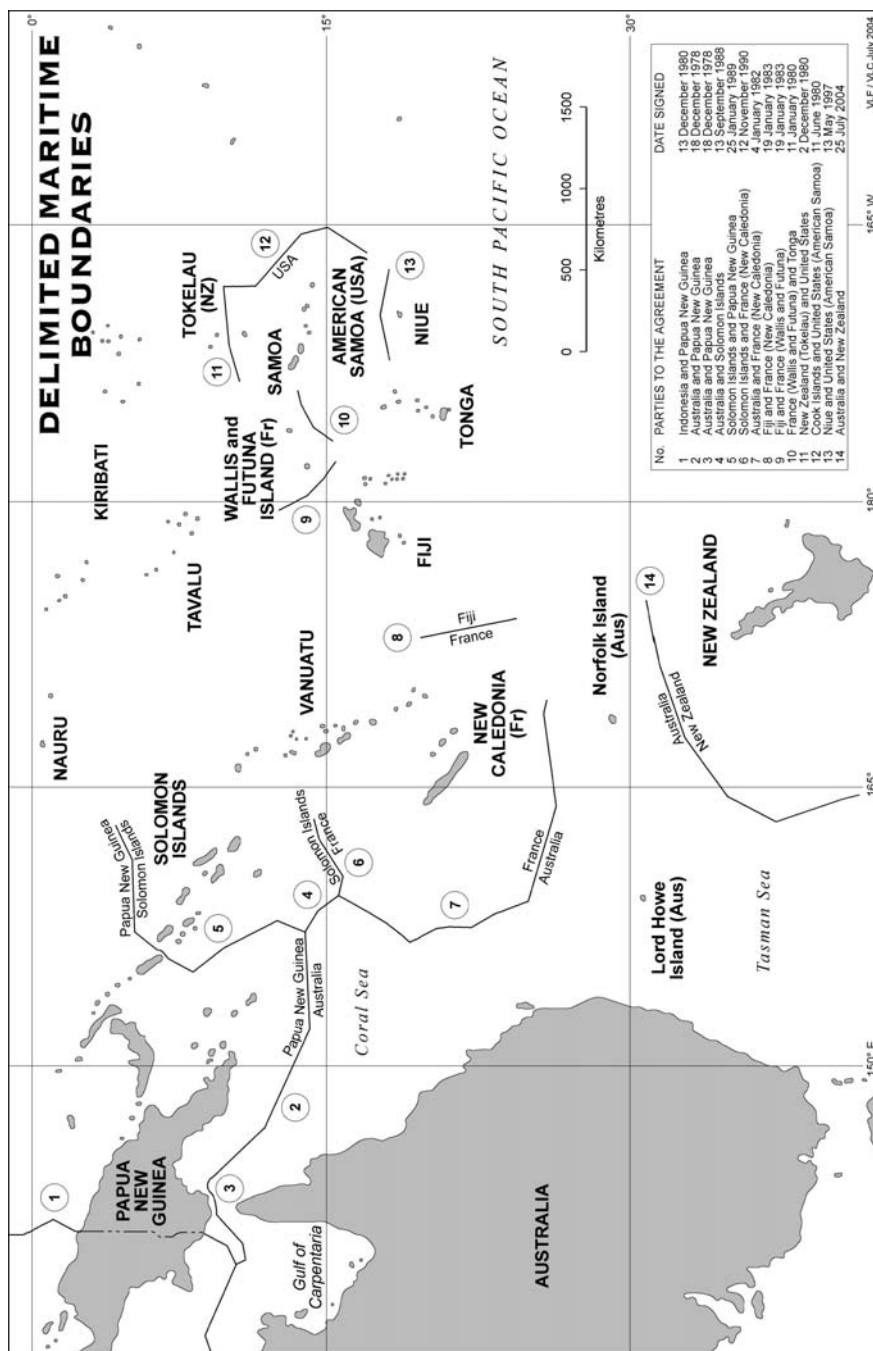 DELIMITED MARITIME
BOUNDARIES
0°
15°
30°
150° E
165°
180°
165° W
1
PAPUA
NEW
GUINEA
3
2
Gulf of
Carpentaria
AUSTRALIA
Papua New Guinea
Australia
Coral Sea
Papua New Guinea
Solomon Islands
SOLOMON
ISLANDS
5
4
Solomon Islands
France
6
7
France
Australia
Lord Howe
Island (Aus)
Tasman Sea
NAURU
KIRIBATI
TAVALU
VANUATU
NEW
CALEDONIA
(Fr)
8
Fiji
France
FIJI
Norfolk Island
(Aus)
14
Australia
New Zealand
NEW ZEALAND
9
WALLIS and
FUTUNA
ISLAND (Fr)
10
TONGA
11
TOKELAU
(NZ)
12
USA
SAMOA
AMERICAN
SAMOA (USA)
13
NIUE
SOUTH PACIFIC OCEAN
0 500 1000 1500
Kilometres
No. PARTIES TO THE AGREEMENT DATE SIGNED
1 Indonesia and Papua New Guinea 13 December 1980
2 Australia and Papua New Guinea 18 December 1978
3 Australia and Papua New Guinea 18 December 1978
4 Australia and Solomon Islands 13 September 1988
5 Solomon Islands and Papua New Guinea 25 January 1989
6 Solomon Islands and France (New Caledonia) 12 November 1990
7 Australia and France (New Caledonia) 4 January 1982
8 Fiji and France (New Caledonia) 19 January 1983
9 Fiji and France (Wallis and Futuna) 19 January 1983
10 France (Wallis and Futuna) and Tonga 11 January 1980
11 New Zealand (Tokelau) and United States 2 December 1980
12 Cook Islands and United States (American Samoa) 11 June 1980
13 Niue and United States (American Samoa) 13 May 1997
14 Australia and New Zealand 25 July 2004
VLF / VLC July 2004